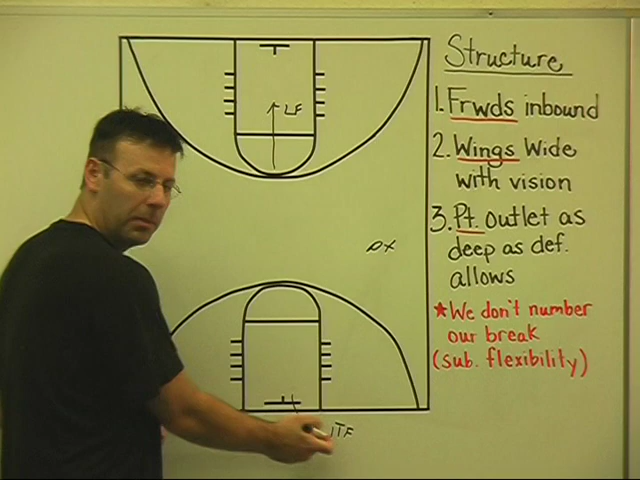 Structure
1. Frwds inbound
2. Wings Wide
with vision
3. Pt. outlet as
deep as def.
allows
★We don't number
our break
(sub. flexibility)
LF
ITF